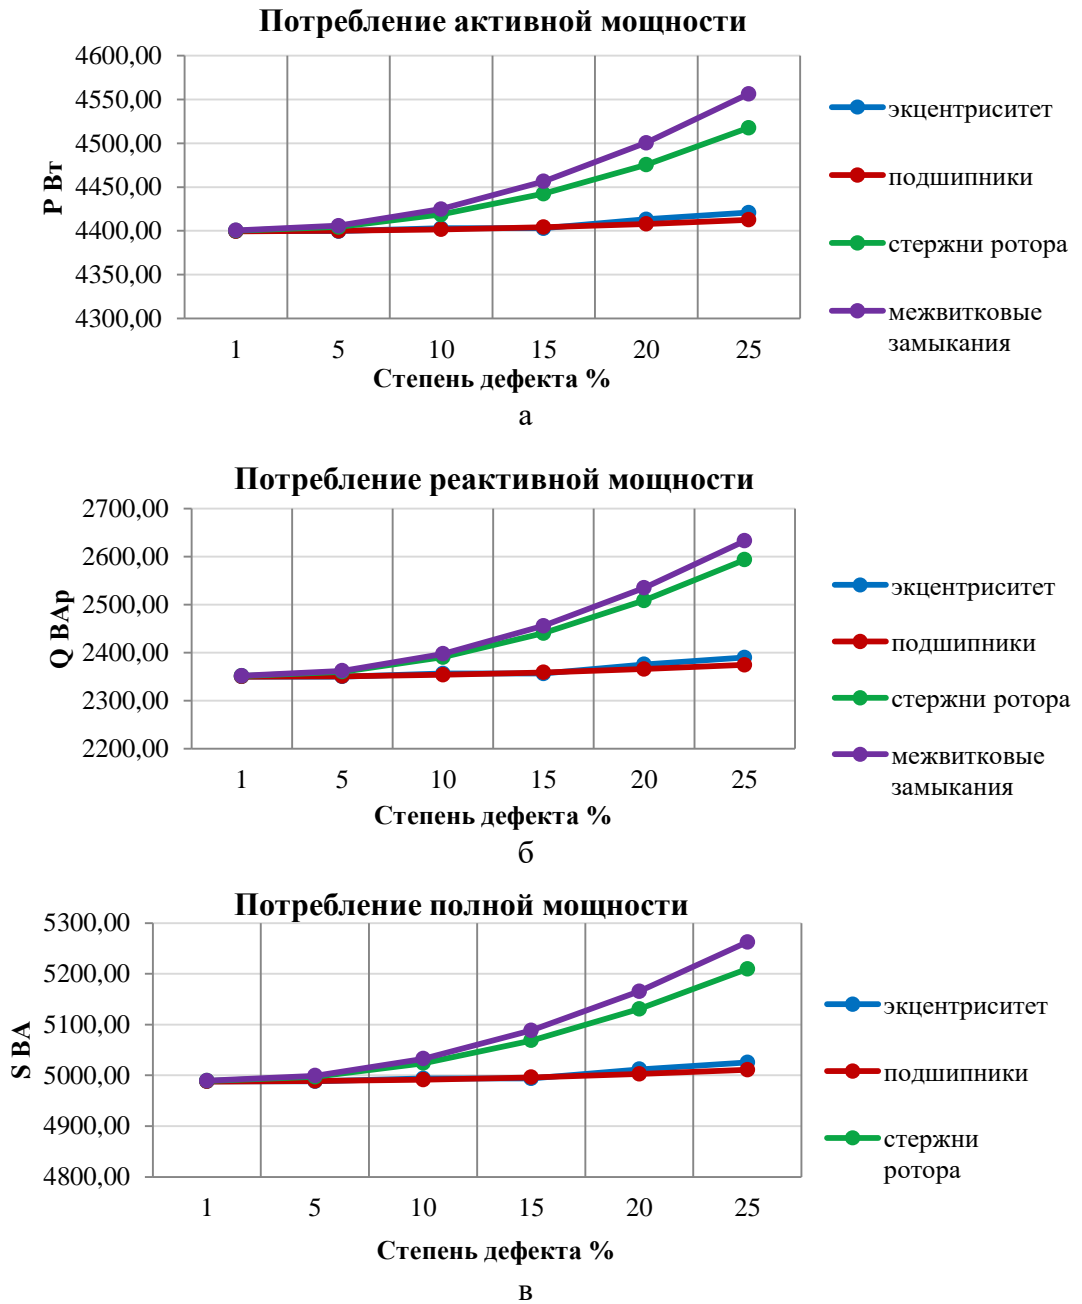 Потребление активной мощности
4600,00
4550,00
4500,00
4450,00
4400,00
4350,00
4300,00
Р Вт
1 5 10 15 20 25
Степень дефекта %
экцентриситет
подшипники
стержни ротора
межвитковые
замыкания
а
Потребление реактивной мощности
2700,00
2600,00
2500,00
2400,00
2300,00
2200,00
Q ВАр
1 5 10 15 20 25
Степень дефекта %
экцентриситет
подшипники
стержни ротора
межвитковые
замыкания
б
Потребление полной мощности
5300,00
5200,00
5100,00
5000,00
4900,00
4800,00
S ВА
1 5 10 15 20 25
Степень дефекта %
экцентриситет
подшипники
стержни
ротора
в